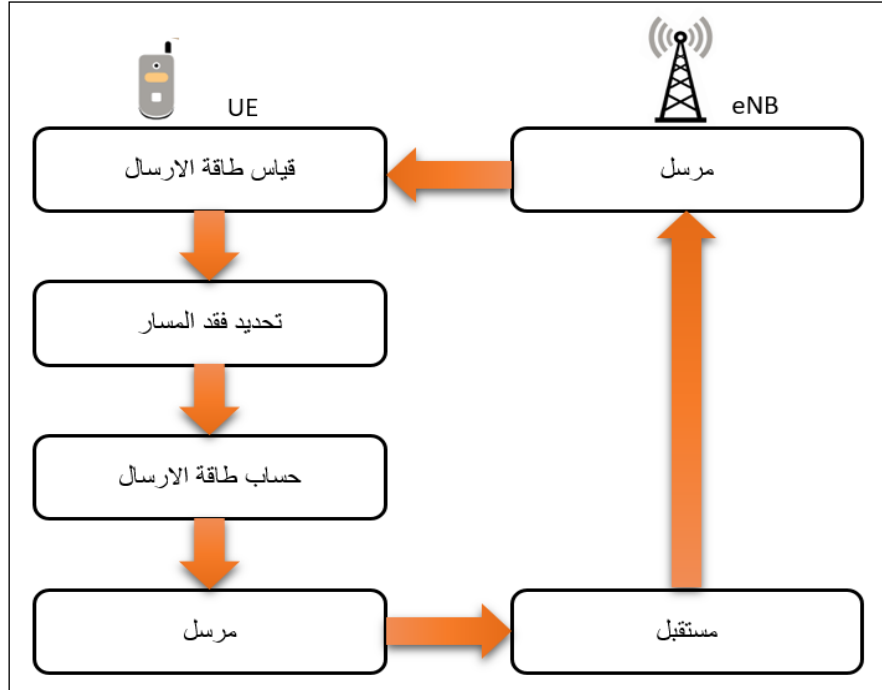 UE
eNB
قياس طاقة الارسال
مرسل
تحديد فقد المسار
حساب طاقة الارسال
مرسل
مستقبل